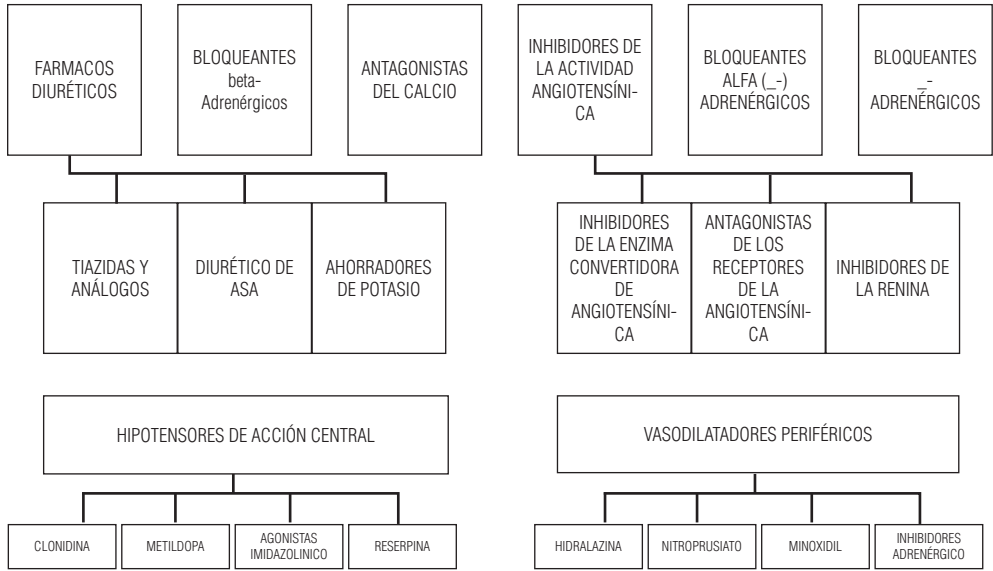 FARMACOS
DIURÉTICOS
BLOQUEANTES
beta-
Adrenérgicos
ANTAGONISTAS
DEL CALCIO
INHIBIDORES DE
LA ACTIVIDAD
ANGIOTENSÍNI-
CA
BLOQUEANTES
ALFA (_-)
ADRENÉRGICOS
BLOQUEANTES
_-
ADRENÉRGICOS
TIAZIDAS Y
ANÁLOGOS
DIURÉTICO DE
ASA
AHORRADORES
DE POTASIO
INHIBIDORES
DE LA ENZIMA
CONVERTIDORA
DE
ANGIOTENSÍNI-
CA
ANTAGONISTAS
DE LOS
RECEPTORES
DE LA
ANGIOTENSÍNI-
CA
INHIBIDORES DE
LA RENINA
HIPOTENSORES DE ACCIÓN CENTRAL
CLONIDINA
METILDOPA
AGONISTAS
IMIDAZOLINICO
RESERPINA
VASODILATADORES PERIFÉRICOS
HIDRALAZINA
NITROPRUSIATO
MINOXIDIL
INHIBIDORES
ADRENÉRGICO